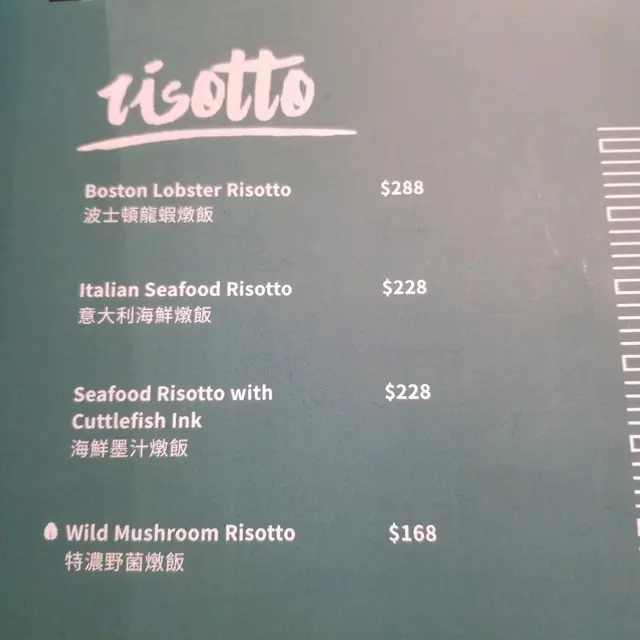 risotto
Boston Lobster Risotto $288
波士頓龍蝦燉飯
Italian Seafood Risotto $228
意大利海鮮燉飯
Seafood Risotto with $228
Cuttlefish Ink
海鮮墨汁燉飯
Wild Mushroom Risotto $168
特濃野菌燉飯